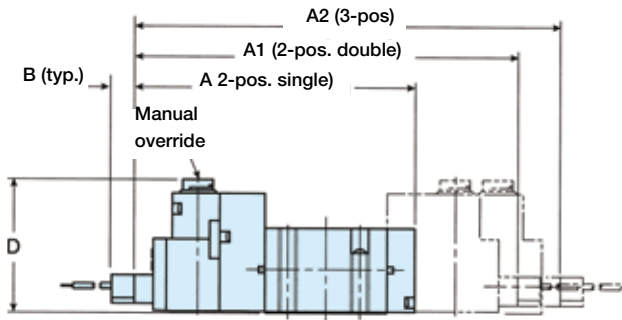 A2 (3-pos)
A1 (2-pos. double)
B (typ.)
A 2-pos. single)
Manual
override
D